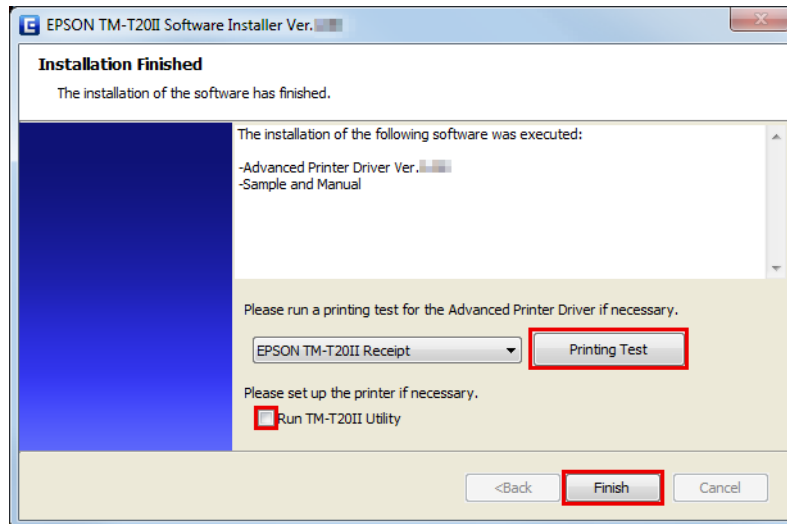 EPSON TM-T20II Software Installer Ver.
Installation Finished
The installation of the software has finished.
The installation of the following software was executed:
-Advanced Printer Driver Ver.
-Sample and Manual
Please run a printing test for the Advanced Printer Driver if necessary.
EPSON TM-T20II Receipt
Printing Test
Please set up the printer if necessary.
Run TM-T20II Utility
<Back
Finish
Cancel